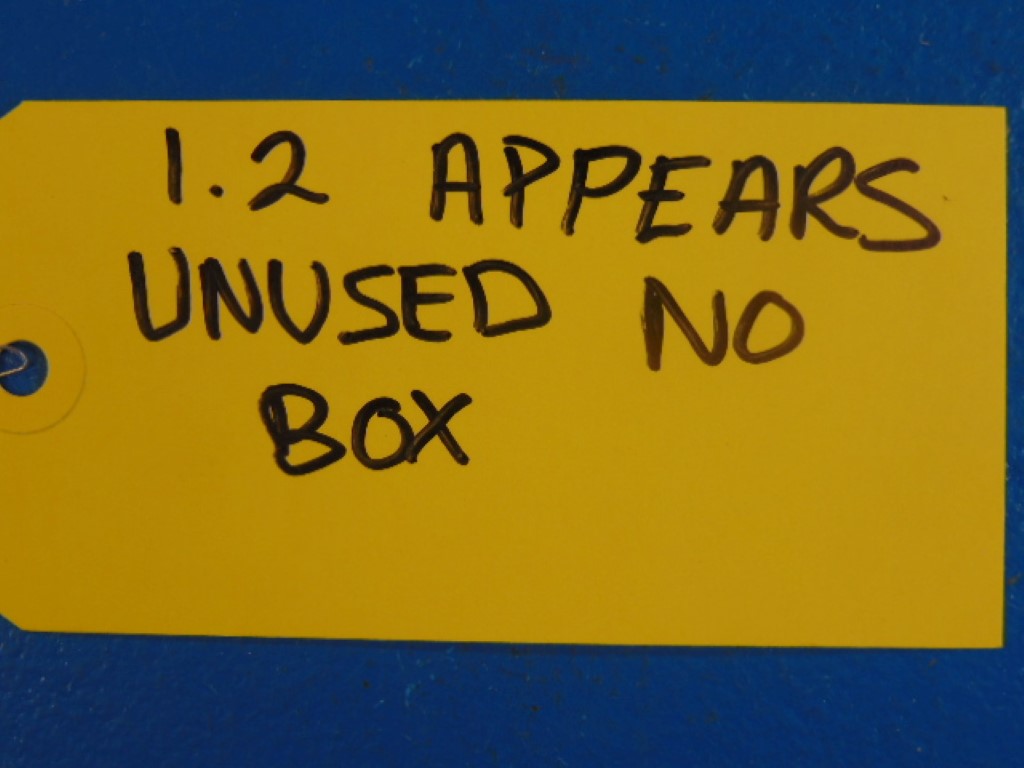 1.2 APPEARS
UNUSED NO
BOX